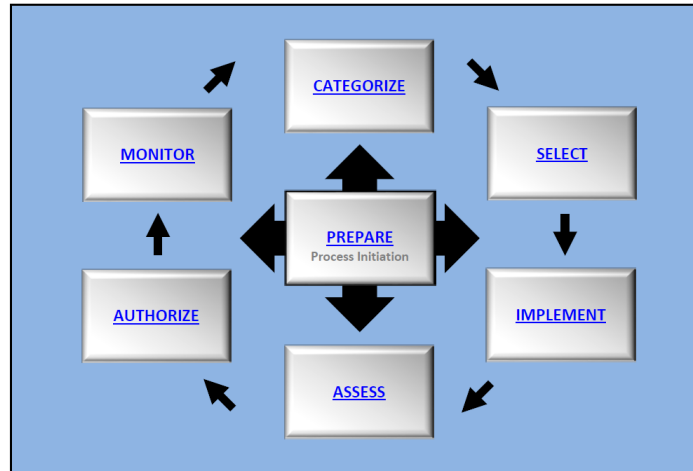 CATEGORIZE
MONITOR
SELECT
PREPARE
Process Initiation
AUTHORIZE
IMPLEMENT
ASSESS